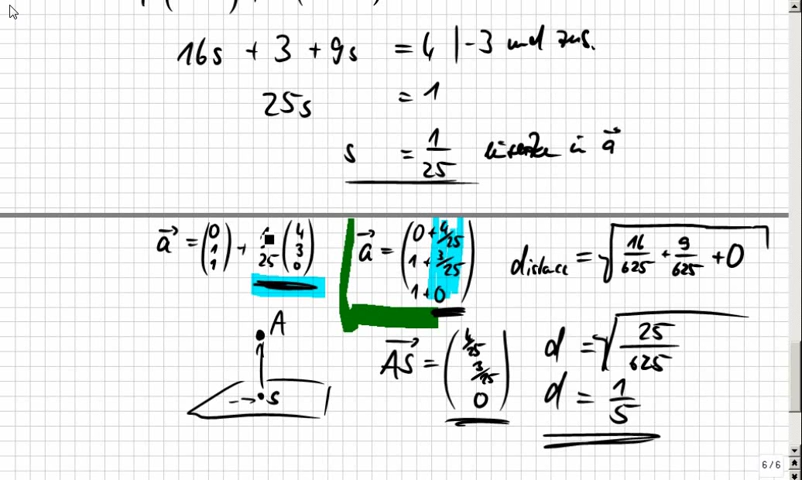 16s + 3 + 9s = 4 | -3 und zus.
25s = 1
s = 1/25 in a⃗
a⃗ = (0 1 1) + 1/25 (4 3 0)
a⃗ = (0 + 4/25 1 + 3/25 1 + 0)
distace = √(16/625 + 9/625 + 0)
A
S
AS⃗ = (4/25 3/25 0)
d = √(25/625)
d = 1/5
6/6